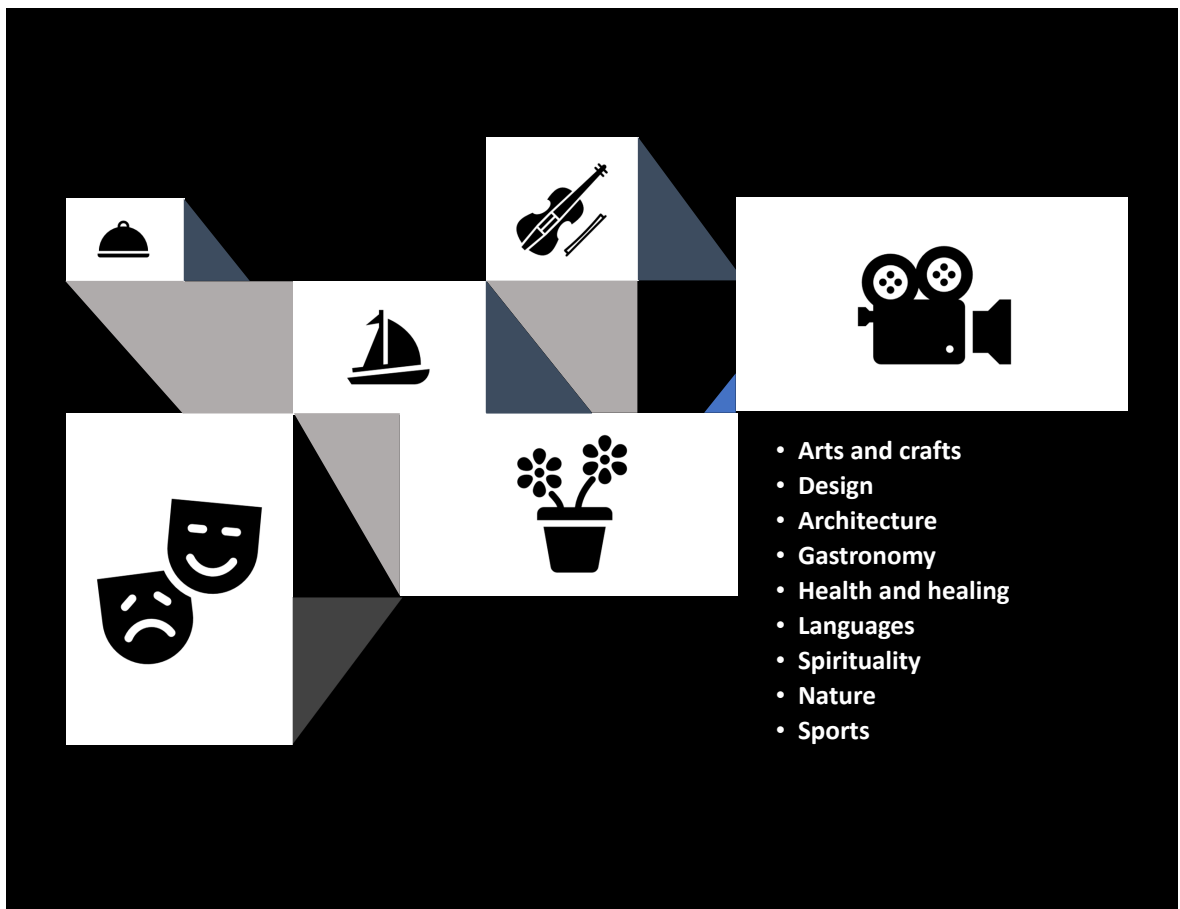 • Arts and crafts
• Design
• Architecture
• Gastronomy
• Health and healing
• Languages
• Spirituality
• Nature
• Sports